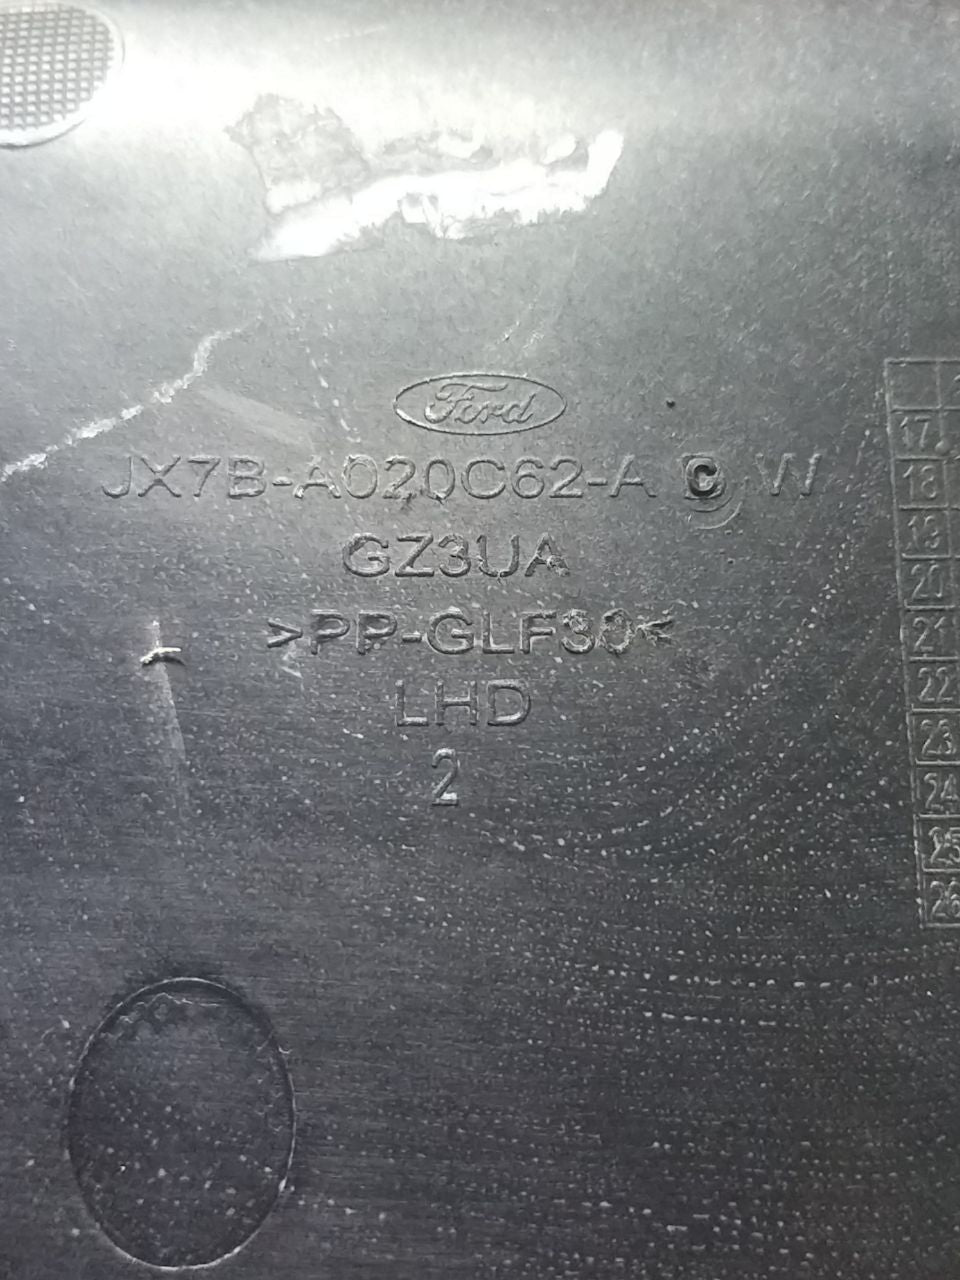 Ford
JX7B-A020C62-A C W
GZ3UA
>PP-GLF30<
LHD
2
17
18
19
20
21
22
23
24
25
26